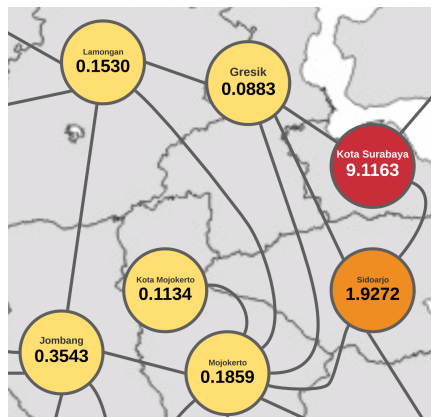 Lamongan
0.1530
Gresik
0.0883
Kota Surabaya
9.1163
Kota Mojokerto
0.1134
Sidoarjo
1.9272
Jombang
0.3543
Mojokerto
0.1859